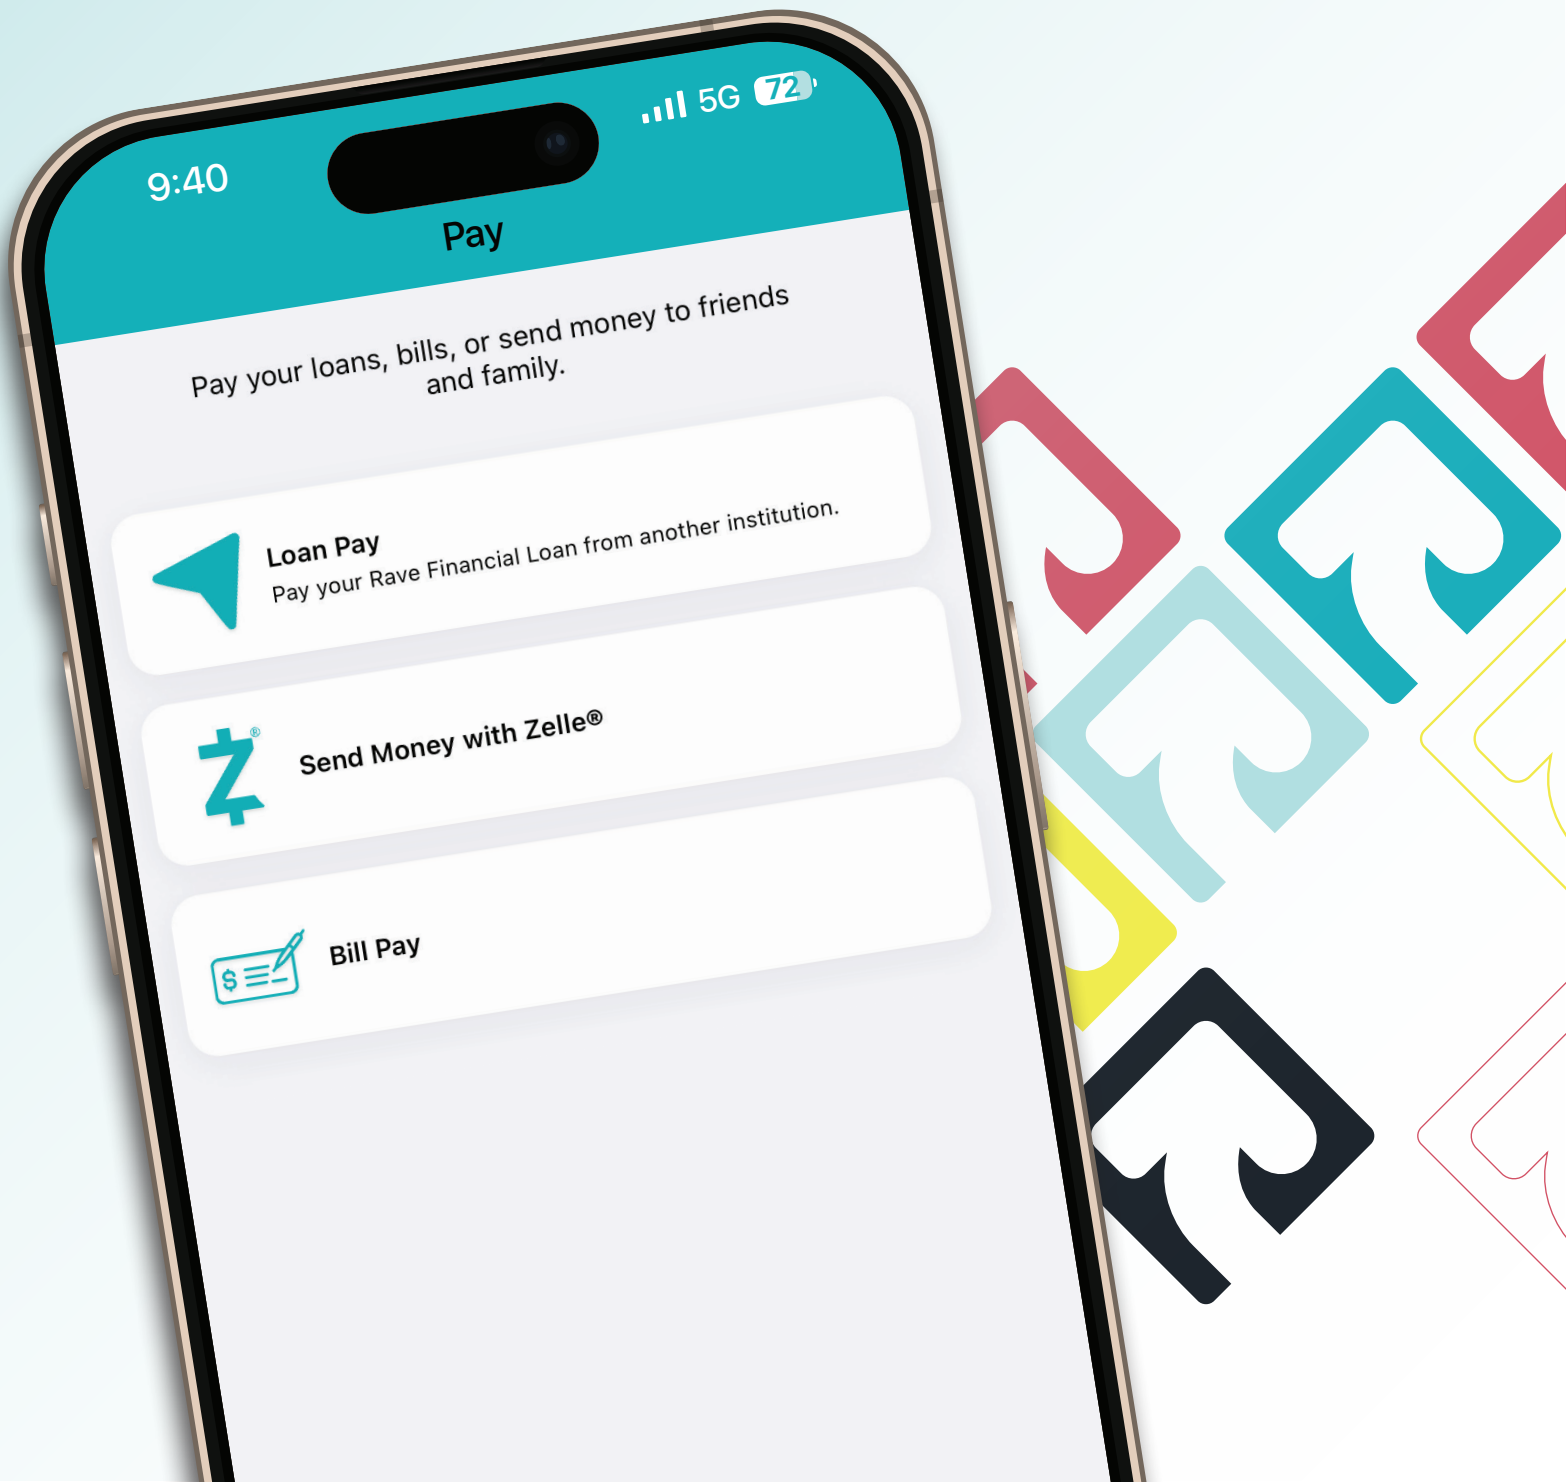 9:40
5G
72
Pay
Pay your loans, bills, or send money to friends
and family.
Loan Pay
Pay your Rave Financial Loan from another institution.
Z®
Send Money with Zelle®
$
Bill Pay